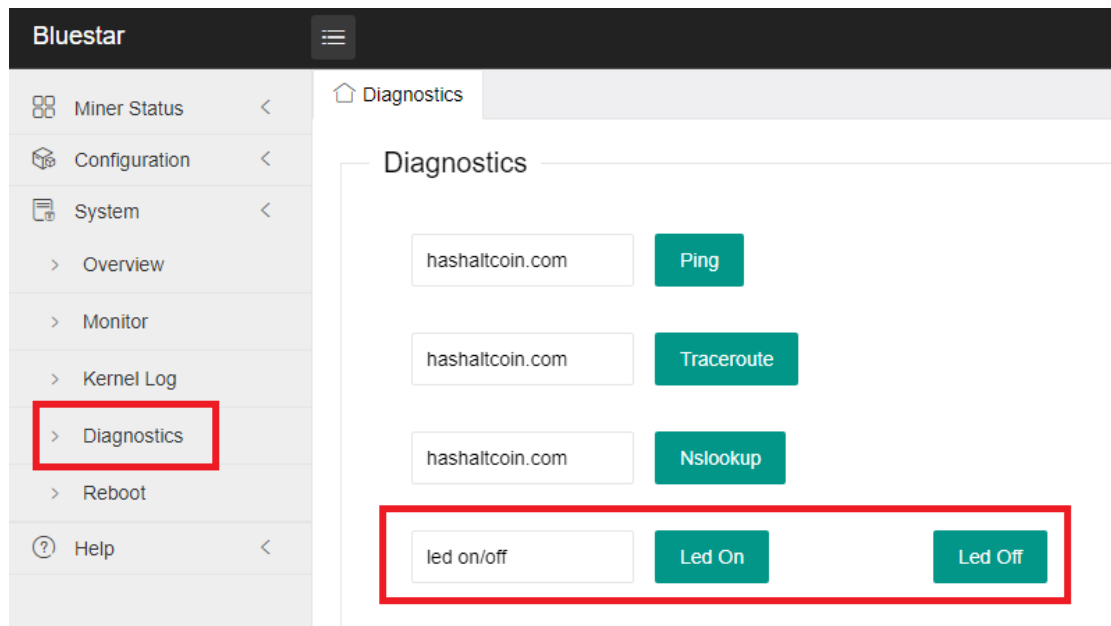 Bluestar
Miner Status
Configuration
System
Overview
Monitor
Kernel Log
Diagnostics
Reboot
Help
Diagnostics
Diagnostics
hashaltcoin.com Ping
hashaltcoin.com Traceroute
hashaltcoin.com Nslookup
led on/off Led On Led Off